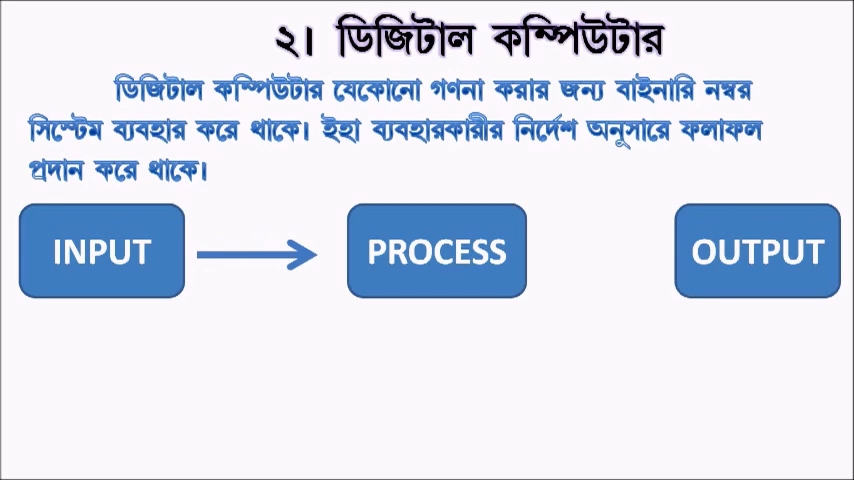 ২। ডিজিটাল কম্পিউটার
ডিজিটাল কম্পিউটার যেকোনো গণনা করার জন্য বাইনারি নম্বর
সিস্টেম ব্যবহার করে থাকে। ইহা ব্যবহারকারীর নির্দেশ অনুসারে ফলাফল
প্রদান করে থাকে।
INPUT PROCESS OUTPUT